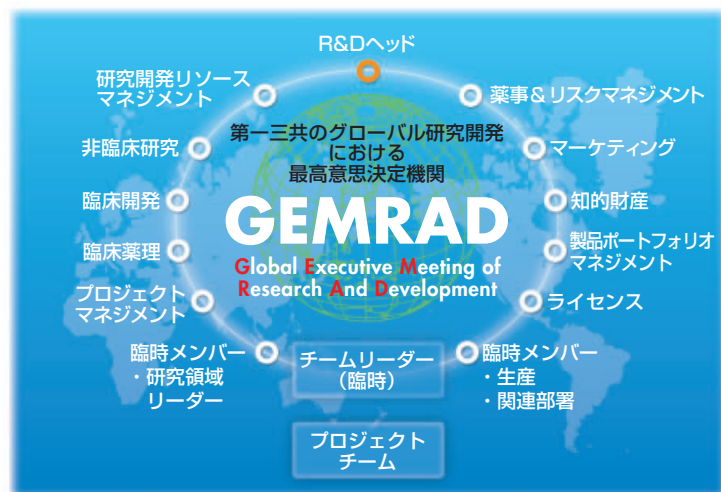 R&Dヘッド
研究開発リソース
マネジメント
薬事&リスクマネジメント
非臨床研究
第一三共のグローバル研究開発
における
最高意思決定機関
マーケティング
臨床開発
知的財産
GEMRAD
臨床薬理
製品ポートフォリオ
マネジメント
Global Executive Meeting of
Research And Development
プロジェクト
マネジメント
ライセンス
臨時メンバー
・研究領域
リーダー
チームリーダー
（臨時）
臨時メンバー
・生産
・関連部署
プロジェクト
チーム